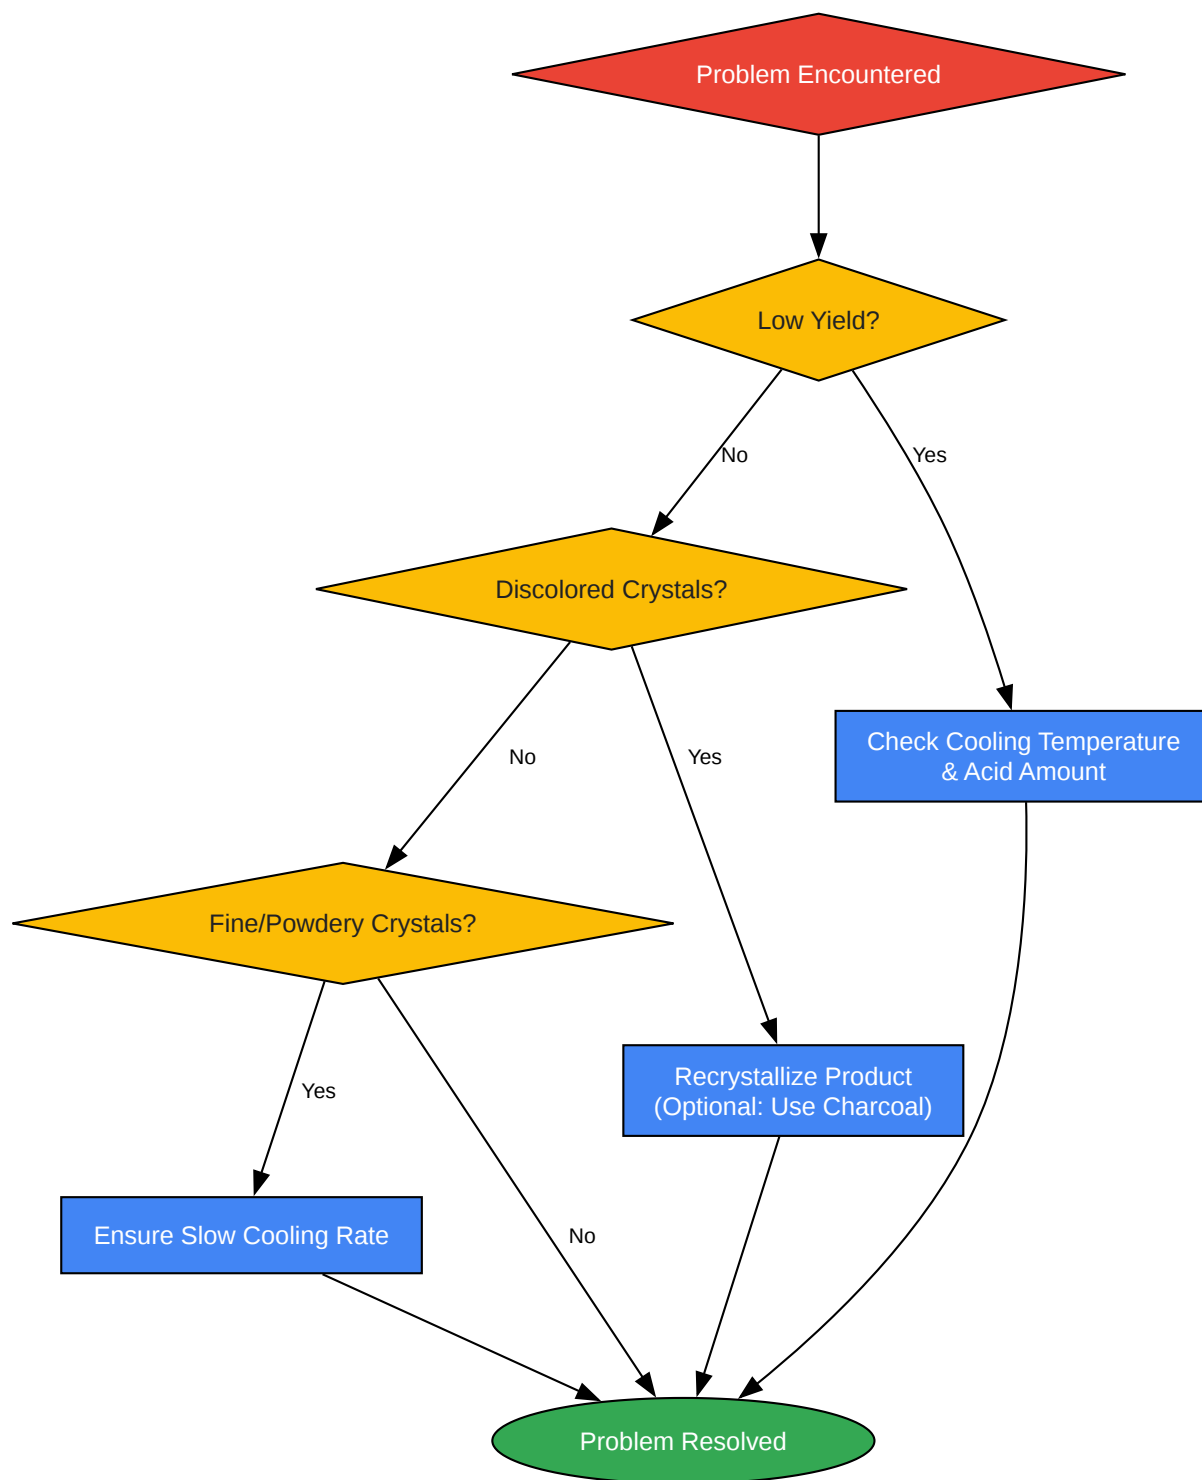 Problem Encountered
Low Yield?
No
Yes
Discolored Crystals?
Check Cooling Temperature
& Acid Amount
No
Yes
Fine/Powdery Crystals?
Recrystallize Product
(Optional: Use Charcoal)
Yes
Ensure Slow Cooling Rate
No
Problem Resolved